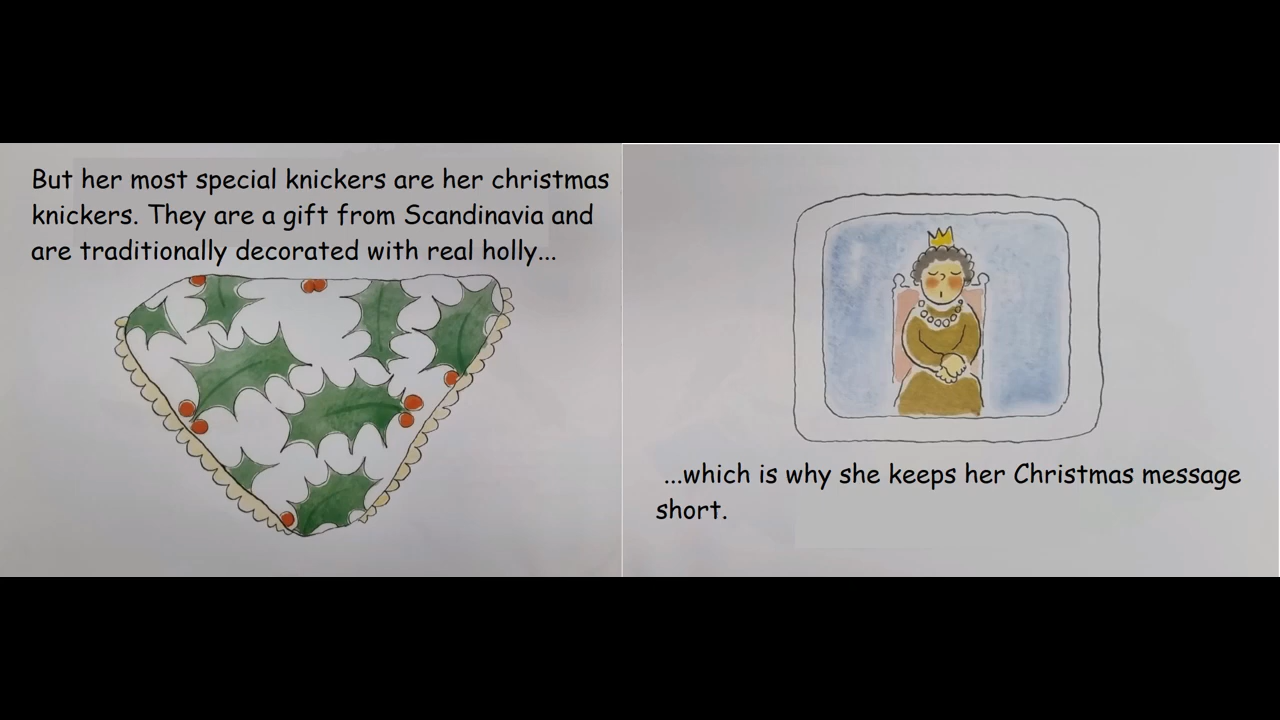 But her most special knickers are her christmas
knickers. They are a gift from Scandinavia and
are traditionally decorated with real holly...
...which is why she keeps her Christmas message
short.